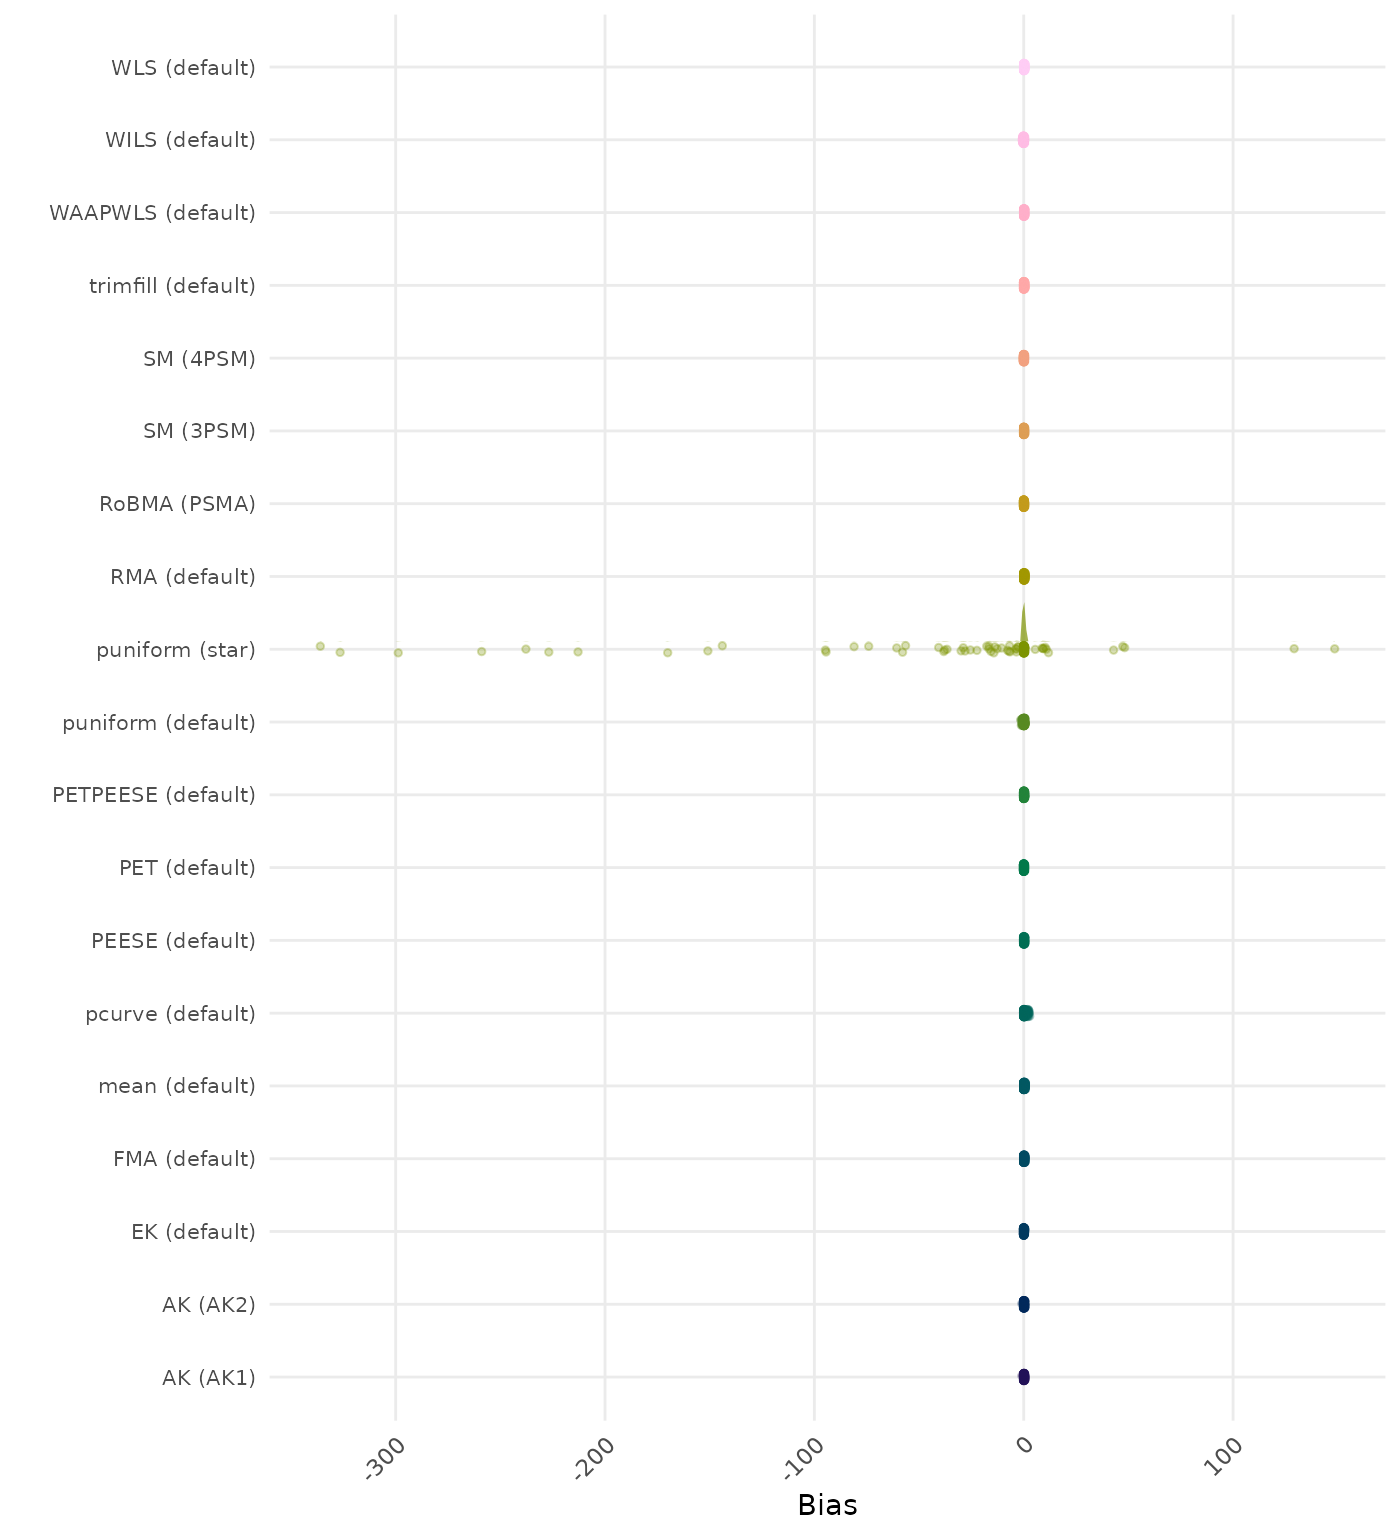 WLS (default)
WILS (default)
WAAPWLS (default)
trimfill (default)
SM (4PSM)
SM (3PSM)
RoBMA (PSMA)
RMA (default)
puniform (star)
puniform (default)
PETPEESE (default)
PET (default)
PEESE (default)
pcurve (default)
mean (default)
FMA (default)
EK (default)
AK (AK2)
AK (AK1)
-300 -200 -100 0 100
Bias